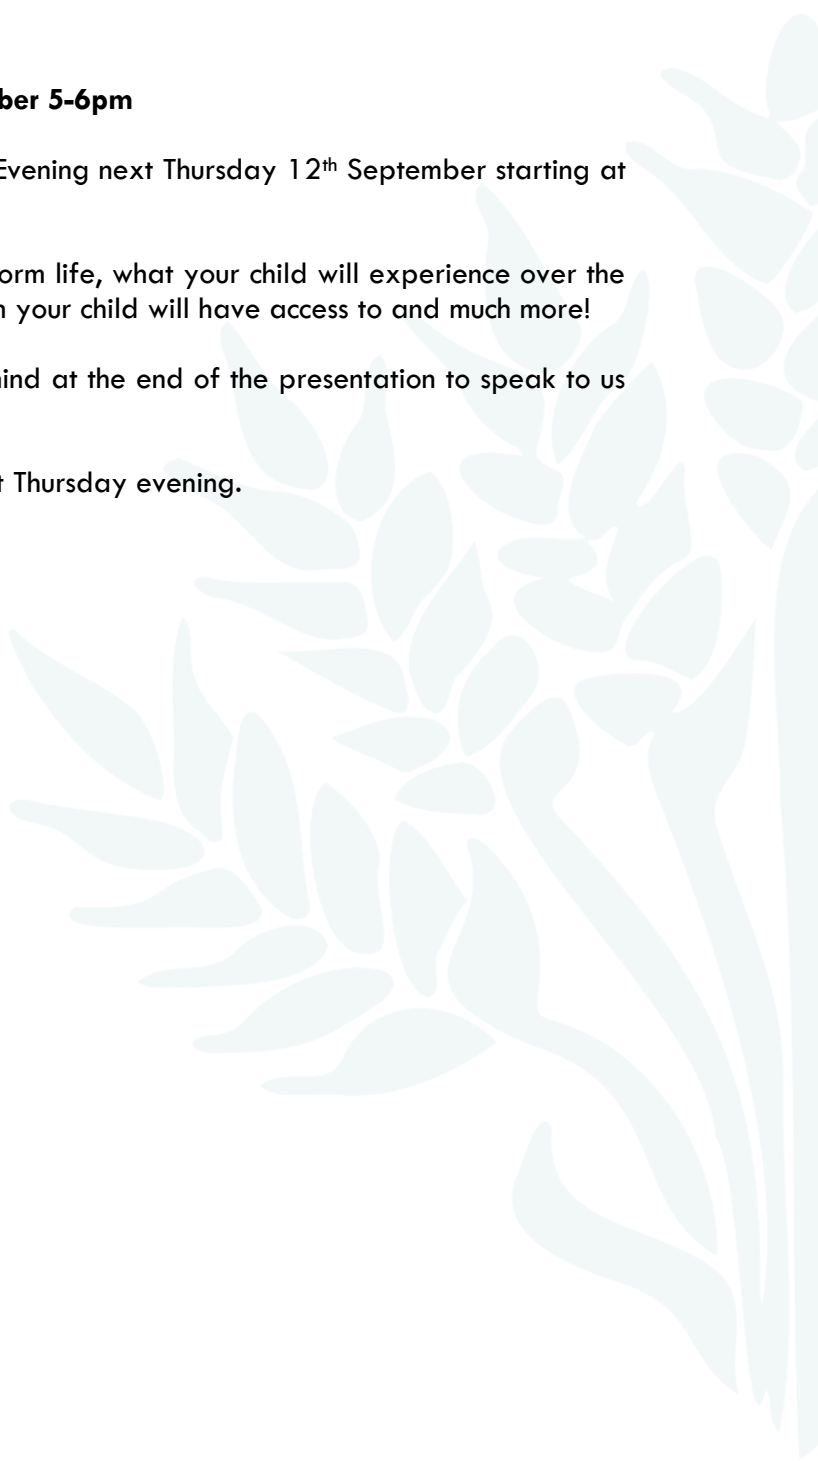 ber 5-6pm
Evening next Thursday 12th September starting at
orm life, what your child will experience over the
your child will have access to and much more!
ind at the end of the presentation to speak to us
t Thursday evening.